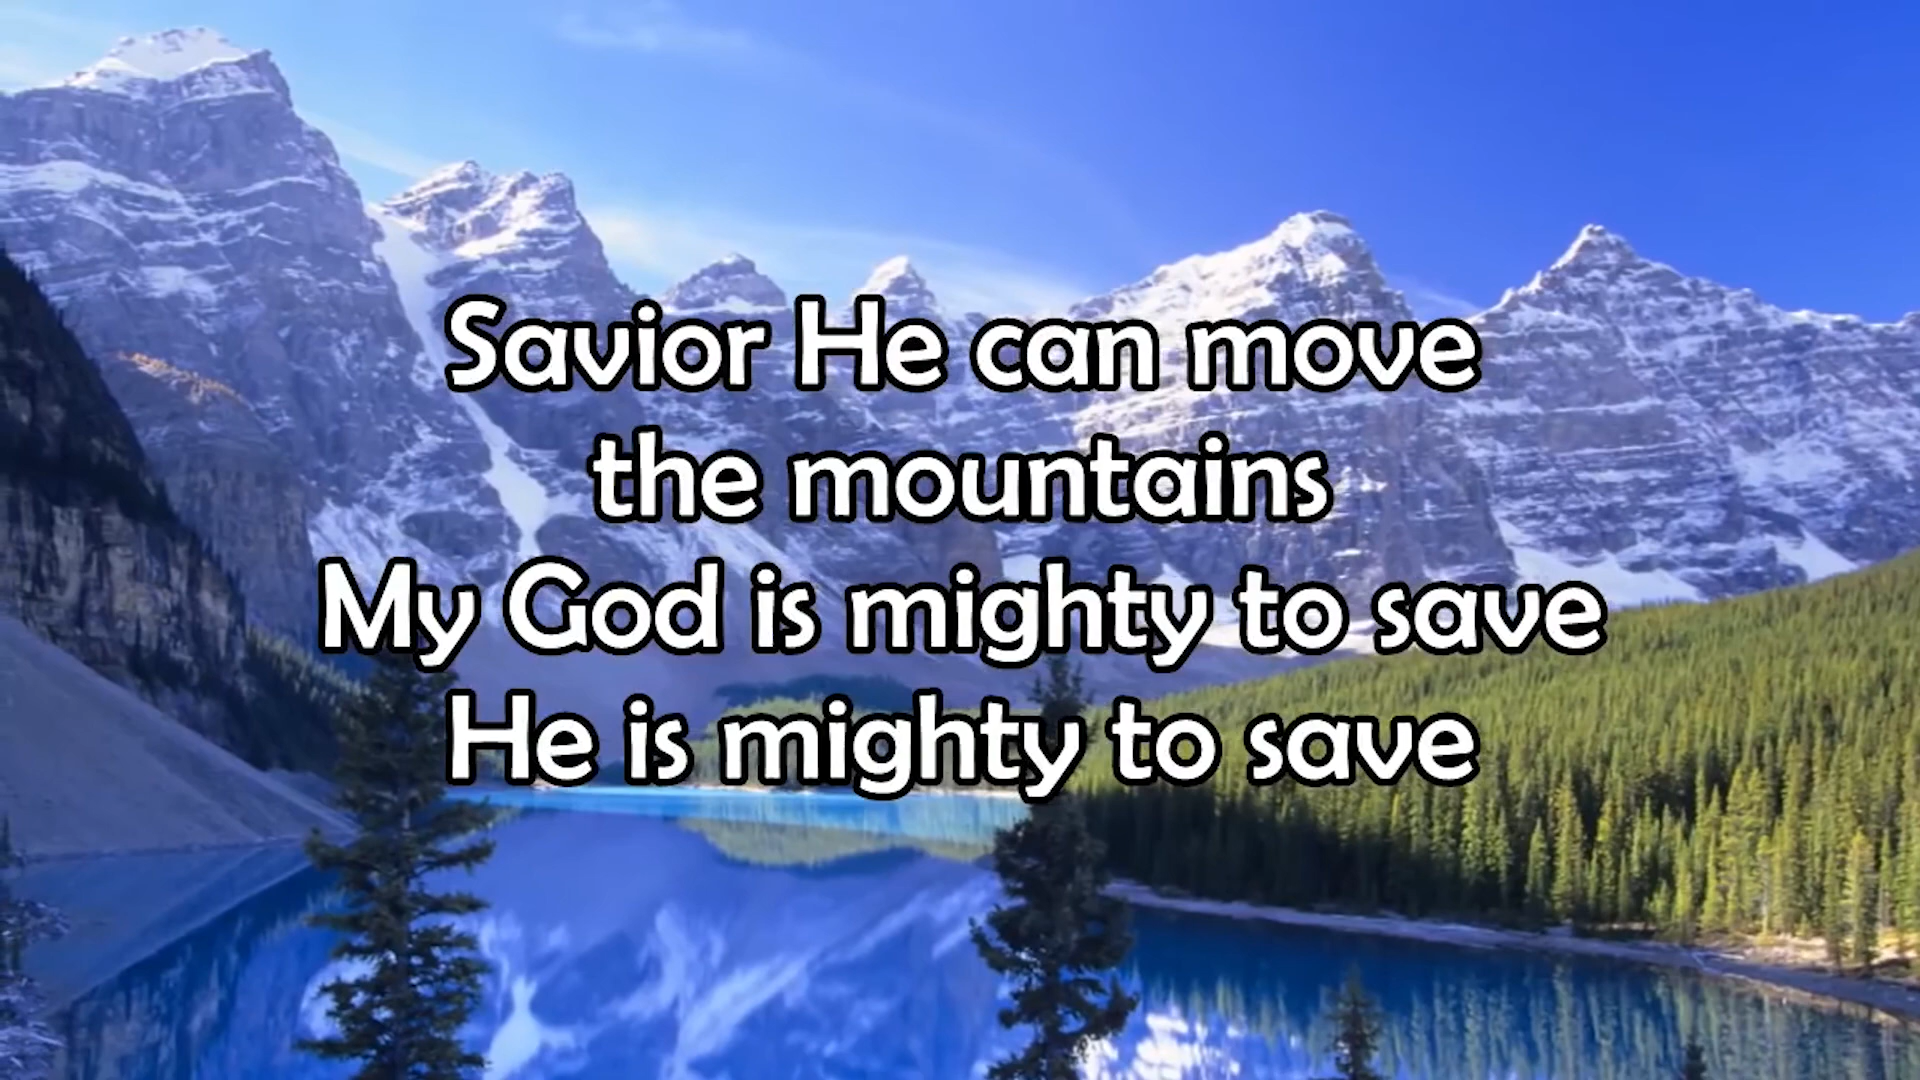 Savior He can move
the mountains
My God is mighty to save
He is mighty to save